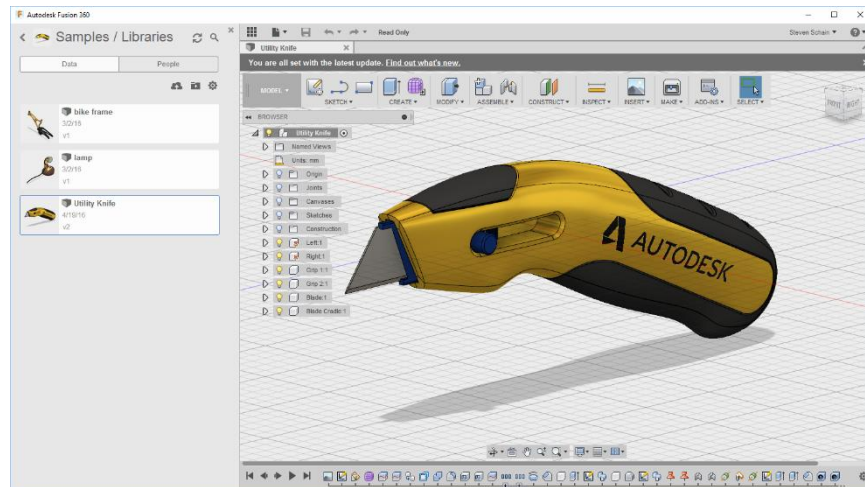 Autodesk Fusion 360
Samples / Libraries
Data
People
bike frame
3/2/15
v1
lamp
3/2/16
v1
Utility Knife
4/19/16
v2
Read Only
Steven Schain
Utility Knife
You are all set with the latest update. Find out what's new.
MODEL
SKETCH
CREATE
MODIFY
ASSEMBLE
CONSTRUCT
INSPECT
INSERT
MAKE
ADD-INS
SELECT
RIGHT
BROWSER
Utility Knife
Named Views
Units: mm
Origin
Joints
Canvases
Sketches
Construction
Left:1
Right:1
Grip 1:1
Grip 2:1
Blade:1
Blade Cradle:1
AUTODESK